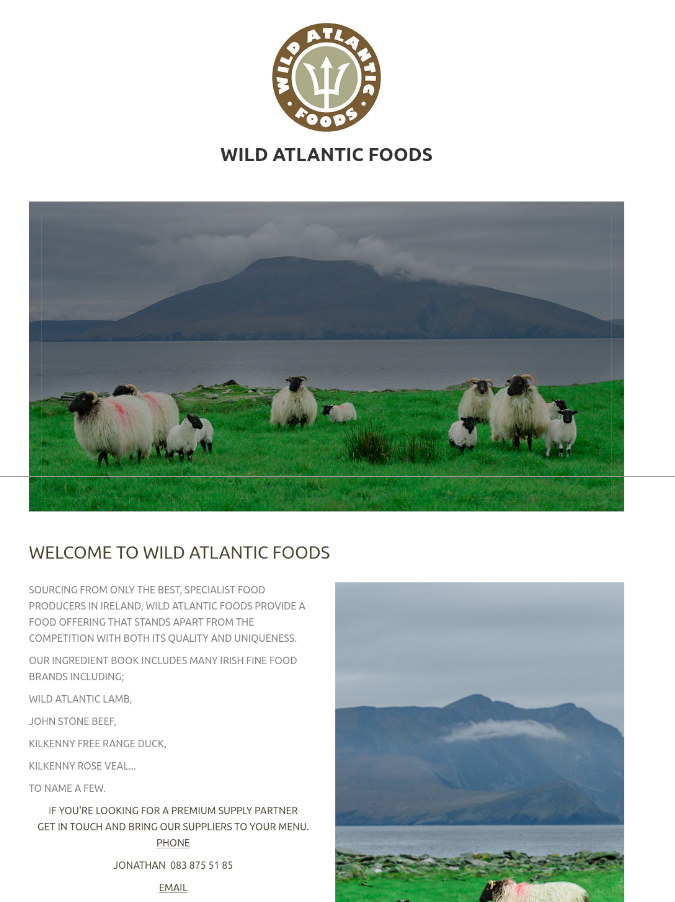 WILD ATLANTIC
FOODS
WILD ATLANTIC FOODS
WELCOME TO WILD ATLANTIC FOODS
SOURCING FROM ONLY THE BEST, SPECIALIST FOOD
PRODUCERS IN IRELAND, WILD ATLANTIC FOODS PROVIDE A
FOOD OFFERING THAT STANDS APART FROM THE
COMPETITION WITH BOTH ITS QUALITY AND UNIQUENESS.
OUR INGREDIENT BOOK INCLUDES MANY IRISH FINE FOOD
BRANDS INCLUDING;
WILD ATLANTIC LAMB,
JOHN STONE BEEF,
KILKENNY FREE RANGE DUCK,
KILKENNY ROSE VEAL...
TO NAME A FEW.
IF YOU'RE LOOKING FOR A PREMIUM SUPPLY PARTNER
GET IN TOUCH AND BRING OUR SUPPLIERS TO YOUR MENU.
PHONE
JONATHAN 083 875 51 85
EMAIL